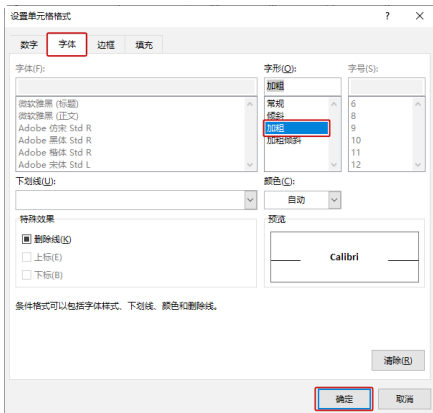 设置单元格格式 ? ×
数字 字体 边框 填充
字体(F): 字形(O): 字号(S):
加粗
微软雅黑 (标题) 常规 6
微软雅黑 (正文) 倾斜 8
Adobe 仿宋 Std R 加粗 9
Adobe 黑体 Std R 加粗倾斜 10
Adobe 楷体 Std R 11
Adobe 宋体 Std L 12
下划线(U): 颜色(C):
自动
特殊效果 预览
删除线(K)
上标(E)
下标(B)
Calibri
条件格式可以包括字体样式、下划线、颜色和删除线。
清除(R)
确定 取消